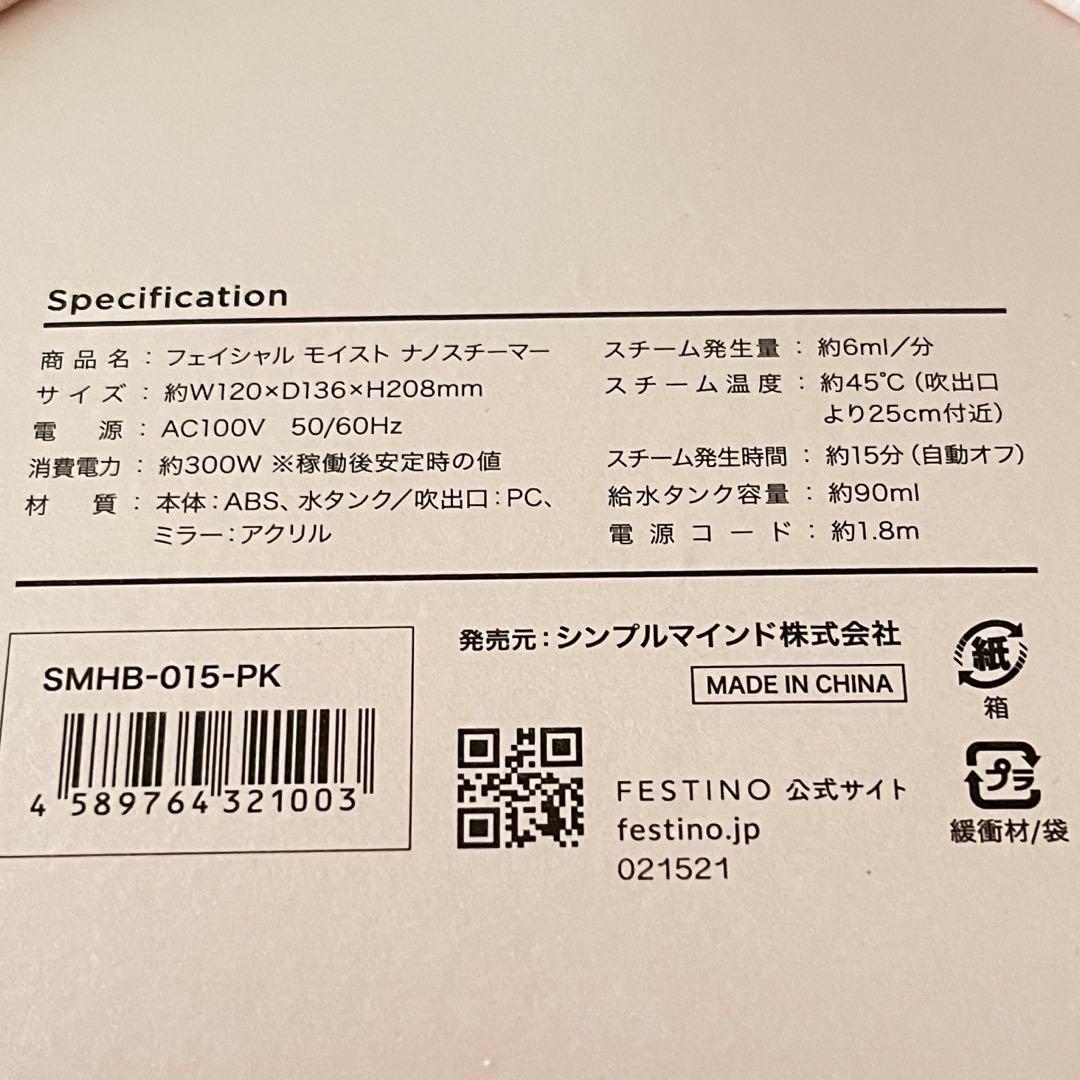 Specification
商品名：フェイシャル モイスト ナノスチーマー
サイズ：約W120×D136×H208mm
電源：AC100V 50/60Hz
消費電力：約300W ※稼働後安定時の値
材質：本体：ABS、水タンク／吹出口：PC、
ミラー：アクリル
スチーム発生量：約6ml／分
スチーム温度：約45℃（吹出口
より25cm付近）
スチーム発生時間：約15分（自動オフ）
給水タンク容量：約90ml
電源コード：約1.8m
SMHB-015-PK
4 589764 321003
発売元：シンプルマインド株式会社
MADE IN CHINA
FESTINO 公式サイト
festino.jp
021521
紙
箱
プラ
緩衝材/袋